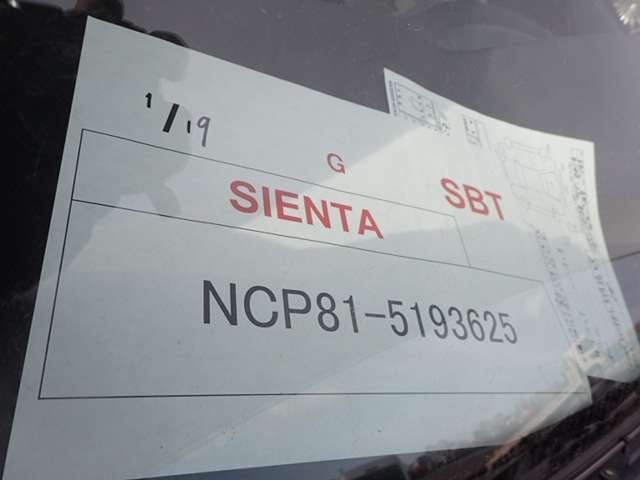 1/19
G
SIENTA
SBT
NCP81-5193625